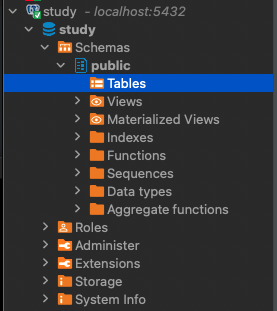 study - localhost:5432
study
Schemas
public
Tables
Views
Materialized Views
Indexes
Functions
Sequences
Data types
Aggregate functions
Roles
Administer
Extensions
Storage
System Info